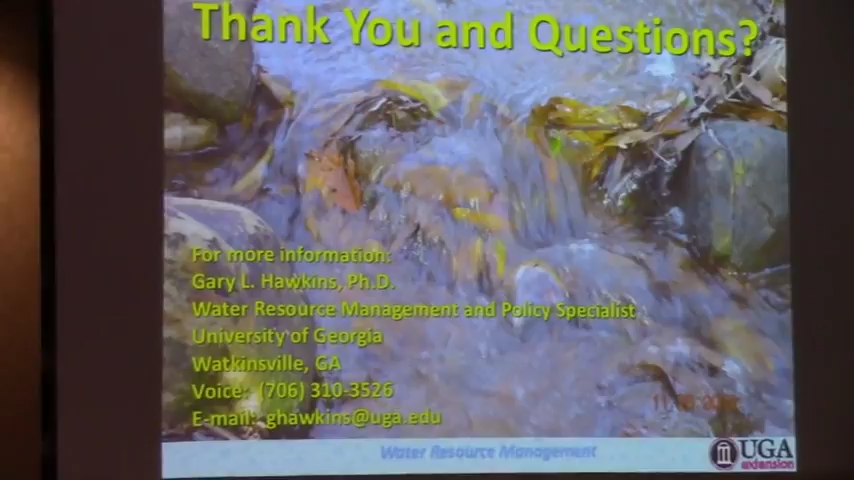 Thank You and Questions?
For more information:
Gary L. Hawkins, Ph.D.
Water Resource Management and Policy Specialist
University of Georgia
Watkinsville, GA
Voice: (706) 310-3526
E-mail: ghawkins@uga.edu
Water Resource Management
UGA
extension